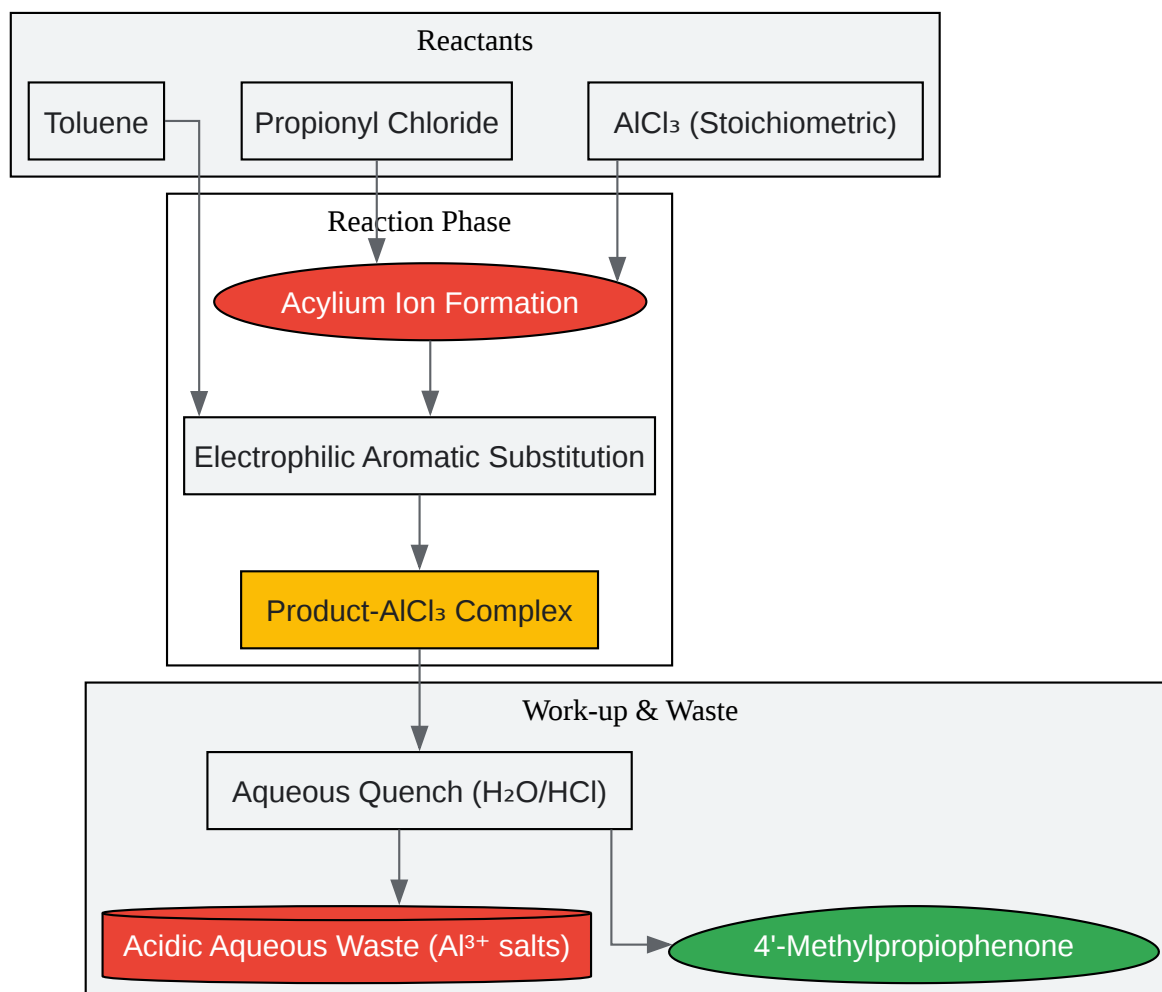 Reactants
Toluene
Propionyl Chloride
AlCl₃ (Stoichiometric)
Reaction Phase
Acylium Ion Formation
Electrophilic Aromatic Substitution
Product-AlCl₃ Complex
Work-up & Waste
Aqueous Quench (H₂O/HCl)
Acidic Aqueous Waste (Al³⁺ salts)
4'-Methylpropiophenone